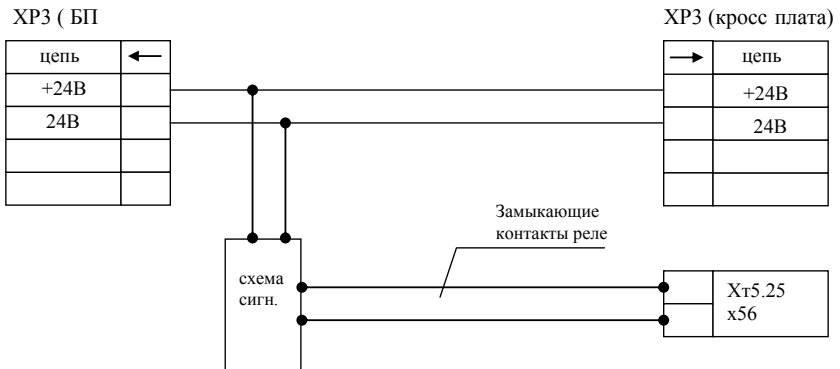 ХР3 ( БП
ХР3 (кросс плата)
цепь
цепь
+24В
+24В
24В
24В
Замыкающие
контакты реле
схема
сигн.
Хт5.25
х56